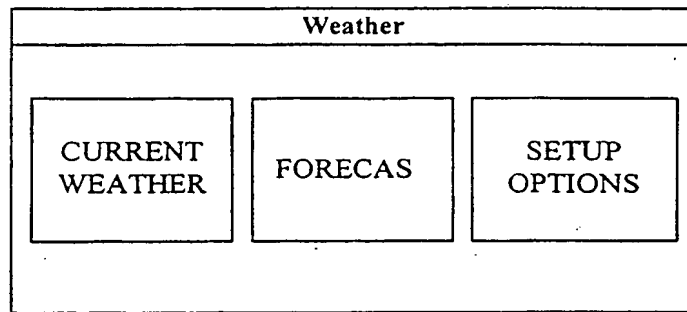 Weather
CURRENT
WEATHER
FORECAS
SETUP
OPTIONS